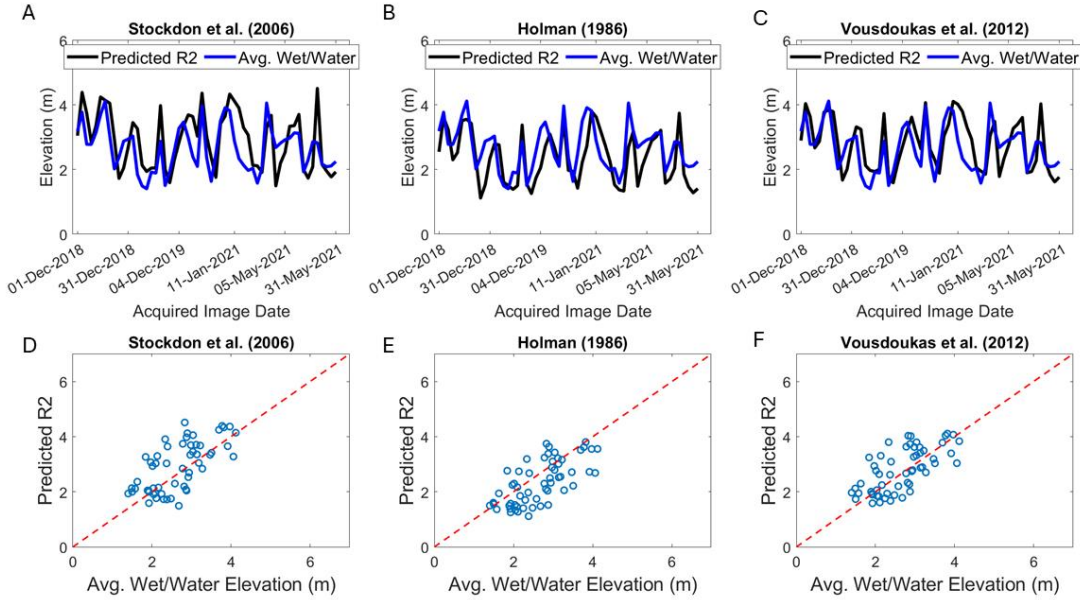 A
Stockdon et al. (2006)
6
4
2
0
Elevation (m)
Predicted R2
Avg. Wet/Water
01-Dec-2018
31-Dec-2018
04-Dec-2019
11-Jan-2021
05-May-2021
31-May-2021
Acquired Image Date
B
Holman (1986)
6
4
2
0
Elevation (m)
Predicted R2
Avg. Wet/Water
01-Dec-2018
31-Dec-2018
04-Dec-2019
11-Jan-2021
05-May-2021
31-May-2021
Acquired Image Date
C
Vousdoukas et al. (2012)
6
4
2
0
Elevation (m)
Predicted R2
Avg. Wet/Water
01-Dec-2018
31-Dec-2018
04-Dec-2019
11-Jan-2021
05-May-2021
31-May-2021
Acquired Image Date
D
Stockdon et al. (2006)
6
4
2
0
Predicted R2
0 2 4 6
Avg. Wet/Water Elevation (m)
E
Holman (1986)
6
4
2
0
Predicted R2
0 2 4 6
Avg. Wet/Water Elevation (m)
F
Vousdoukas et al. (2012)
6
4
2
0
Predicted R2
0 2 4 6
Avg. Wet/Water Elevation (m)